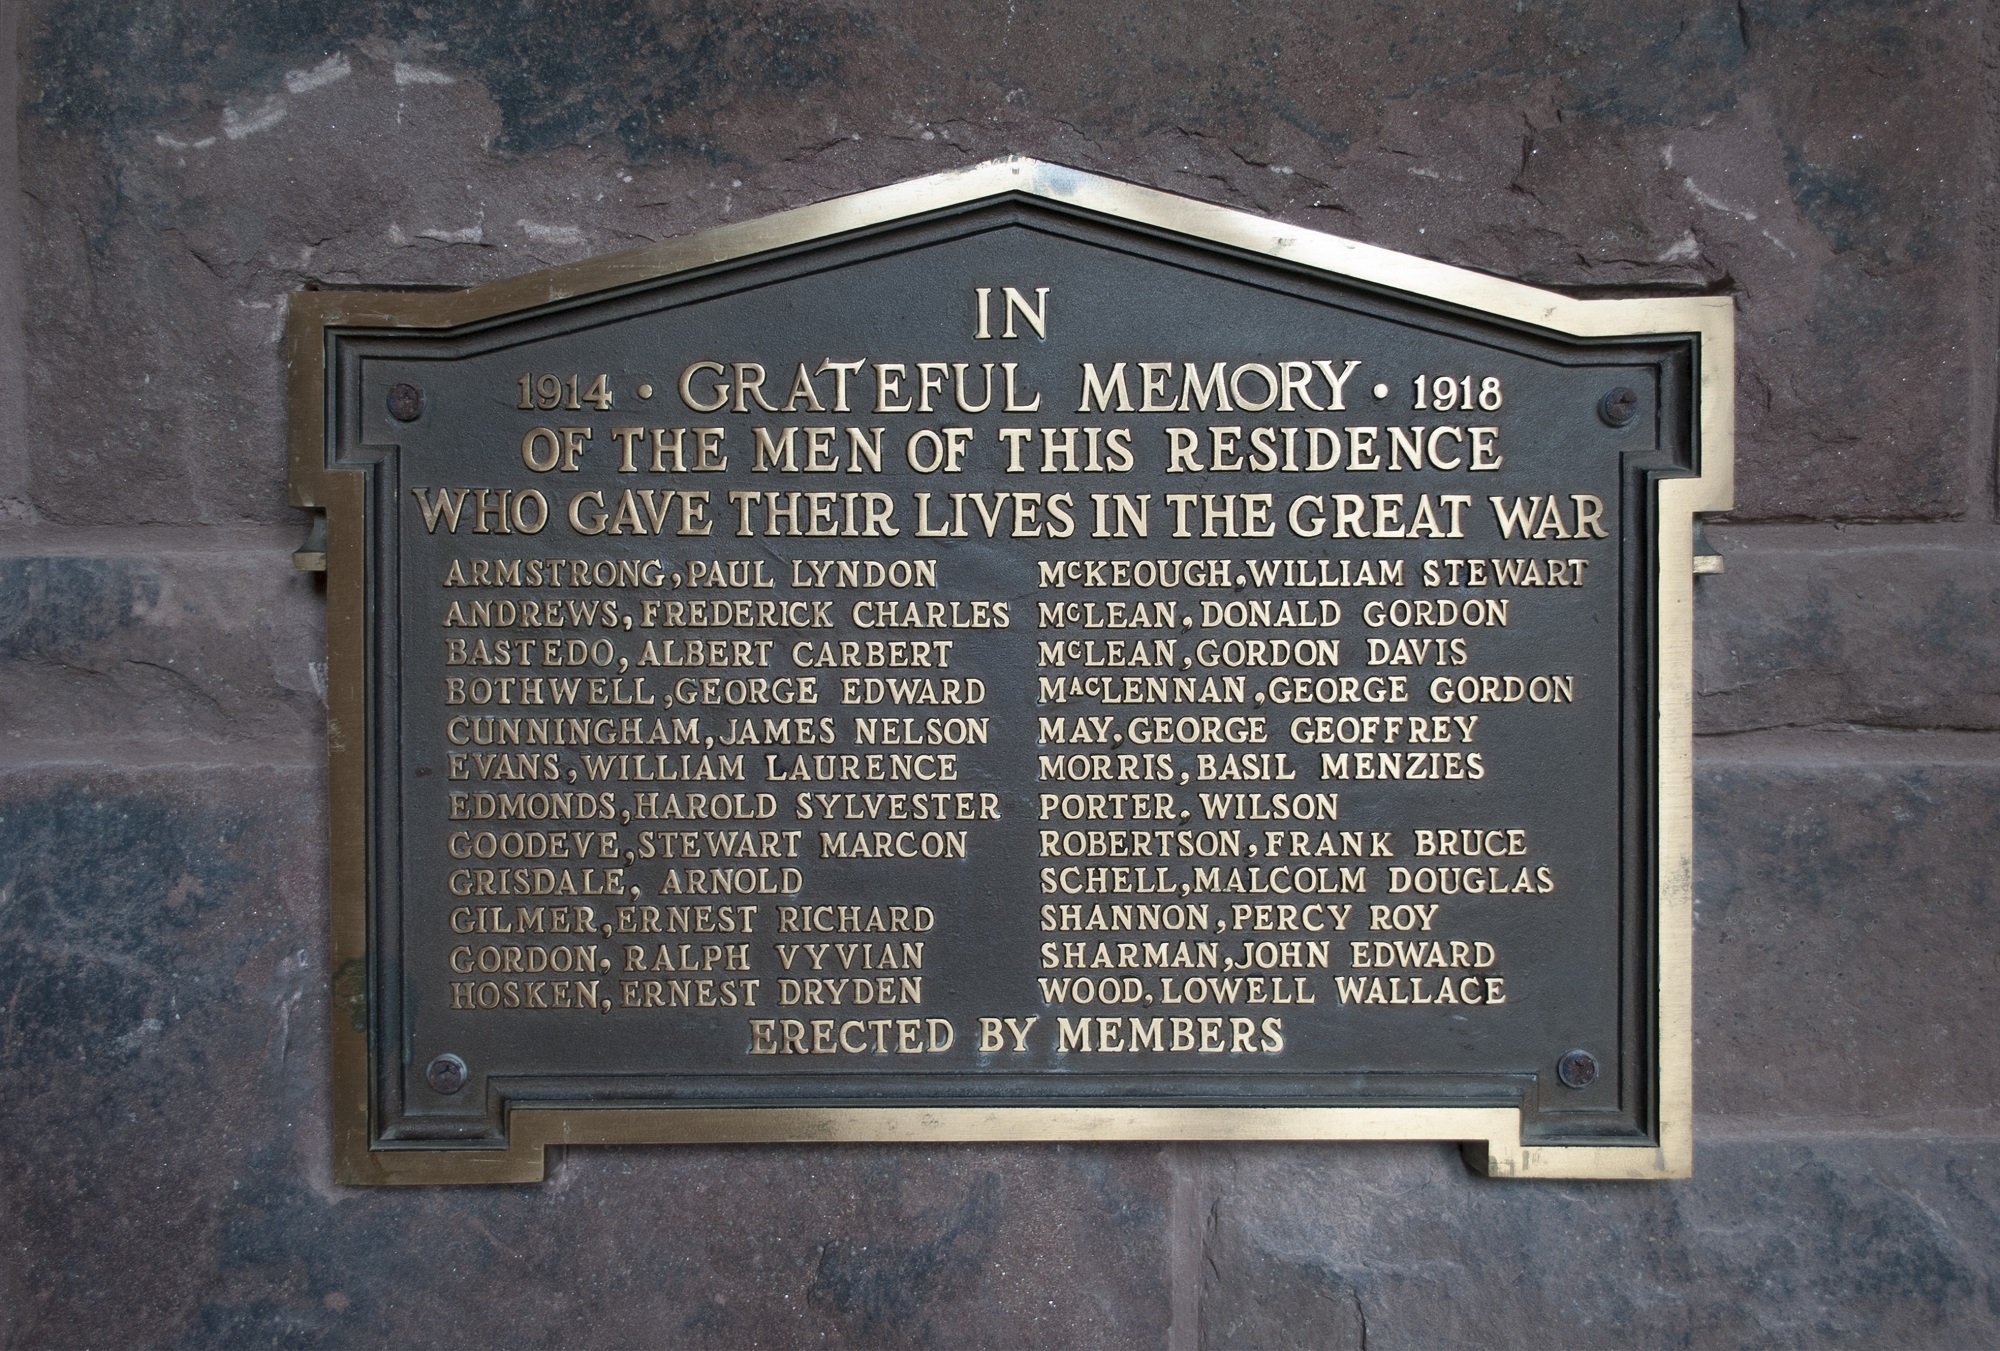 IN
1914 • GRATEFUL MEMORY • 1918
OF THE MEN OF THIS RESIDENCE
WHO GAVE THEIR LIVES IN THE GREAT WAR
ARMSTRONG, PAUL LYNDON
ANDREWS, FREDERICK CHARLES
BASTEDO, ALBERT CARBERT
BOTHWELL, GEORGE EDWARD
CUNNINGHAM, JAMES NELSON
EVANS, WILLIAM LAURENCE
EDMONDS, HAROLD SYLVESTER
GOODEVE, STEWART MARCON
GRISDALE, ARNOLD
GILMER, ERNEST RICHARD
GORDON, RALPH VYVIAN
HOSKEN, ERNEST DRYDEN
McKEOUGH, WILLIAM STEWART
McLEAN, DONALD GORDON
McLEAN, GORDON DAVIS
MacLENNAN, GEORGE GORDON
MAY, GEORGE GEOFFREY
MORRIS, BASIL MENZIES
PORTER, WILSON
ROBERTSON, FRANK BRUCE
SCHELL, MALCOLM DOUGLAS
SHANNON, PERCY ROY
SHARMAN, JOHN EDWARD
WOOD, LOWELL WALLACE
ERECTED BY MEMBERS